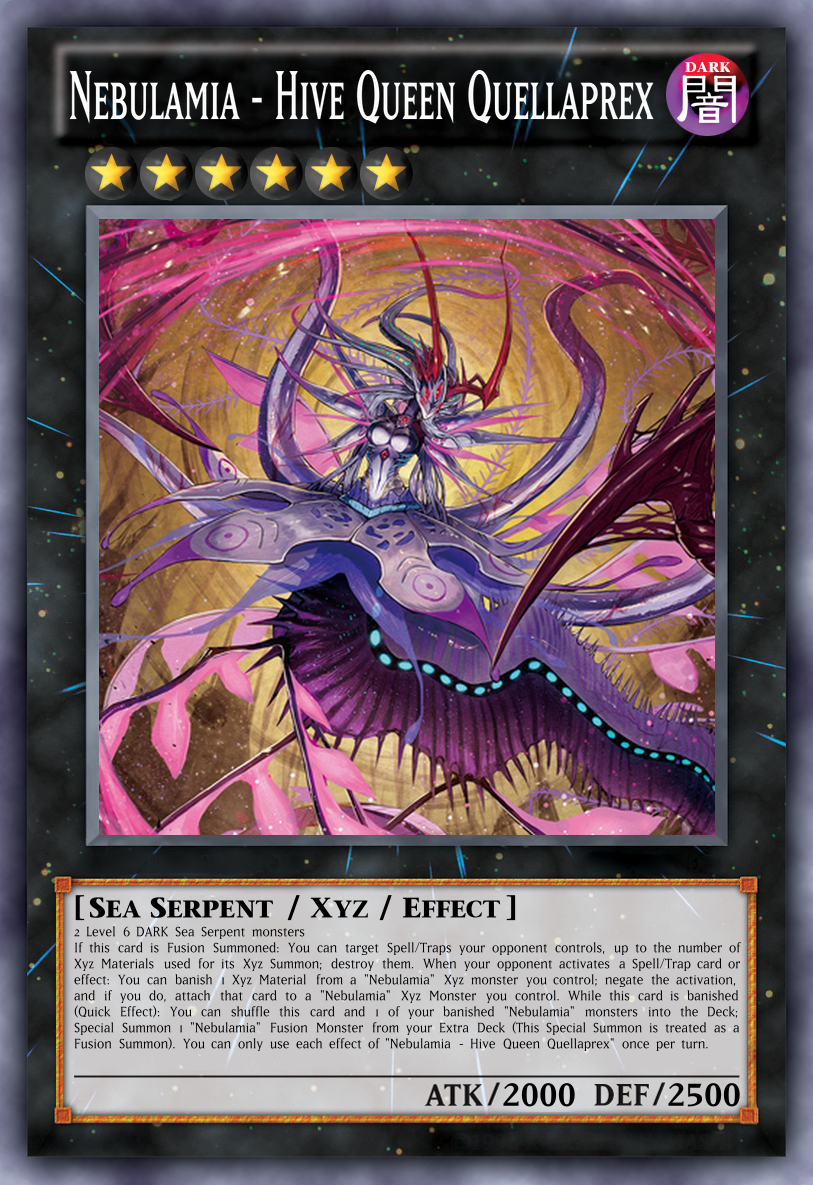 Nebulamia - Hive Queen Quellaprex
DARK
闇
[ Sea Serpent / Xyz / Effect ]
2 Level 6 DARK Sea Serpent monsters
If this card is Fusion Summoned: You can target Spell/Traps your opponent controls, up to the number of
Xyz Materials used for its Xyz Summon; destroy them. When your opponent activates a Spell/Trap card or
effect: You can banish 1 Xyz Material from a "Nebulamia" Xyz monster you control; negate the activation,
and if you do, attach that card to a "Nebulamia" Xyz Monster you control. While this card is banished
(Quick Effect): You can shuffle this card and 1 of your banished "Nebulamia" monsters into the Deck;
Special Summon 1 "Nebulamia" Fusion Monster from your Extra Deck (This Special Summon is treated as a
Fusion Summon). You can only use each effect of "Nebulamia - Hive Queen Quellaprex" once per turn.
ATK/2000 DEF/2500